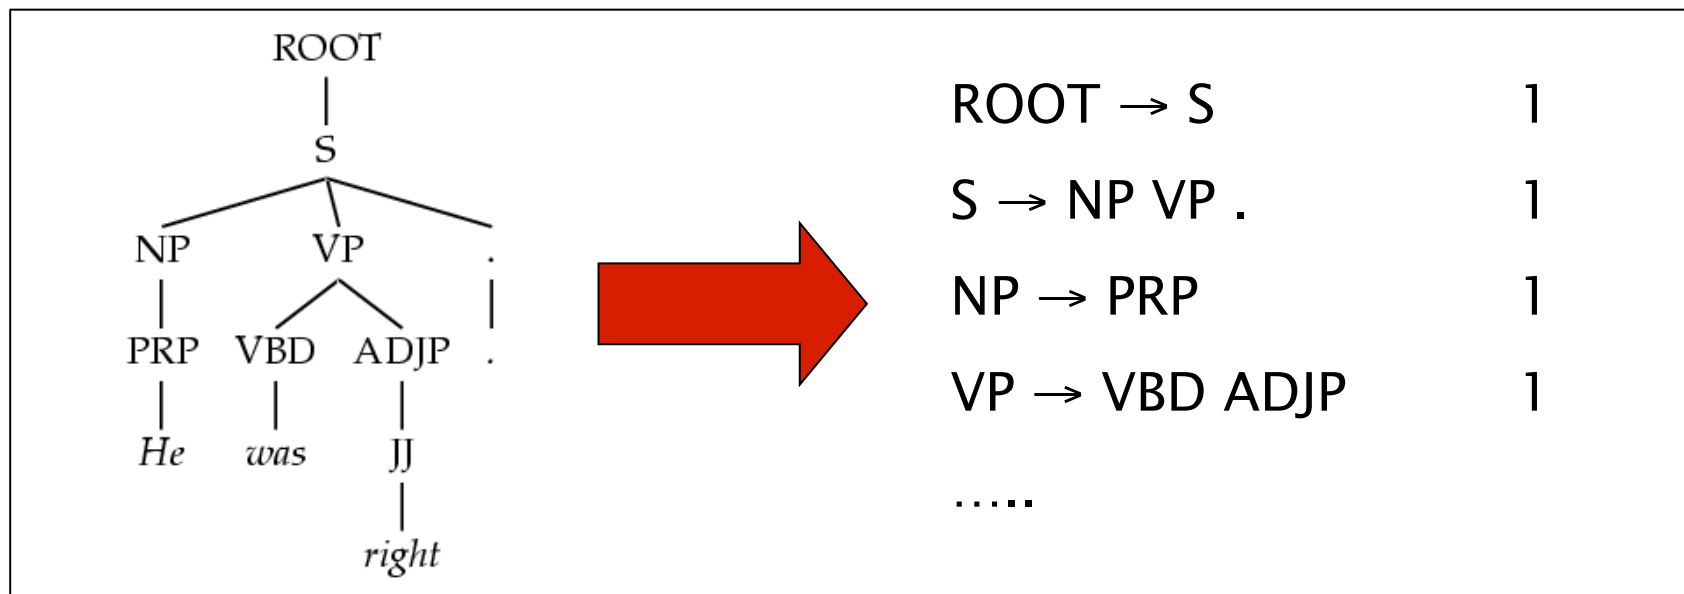 ROOT
S
NP VP .
PRP VBD ADJP .
He was JJ
right
ROOT → S 1
S → NP VP . 1
NP → PRP 1
VP → VBD ADJP 1
…..